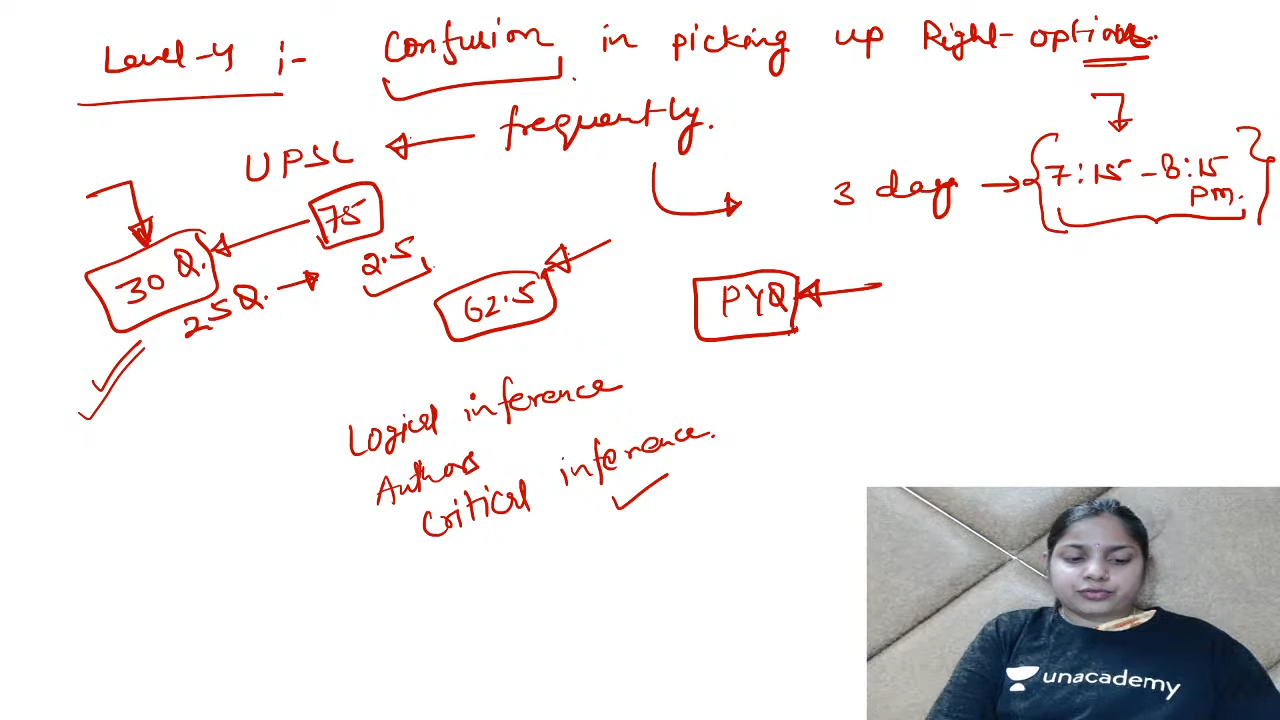 Level-4 :- Confusion in picking up Right-options.
UPSC frequently.
3 days 7:15 - 8:15 pm.
75
30 Q.
25Q. 2.5
62.5
PYQ
Logical inference
Authors
Critical inference.
unacademy